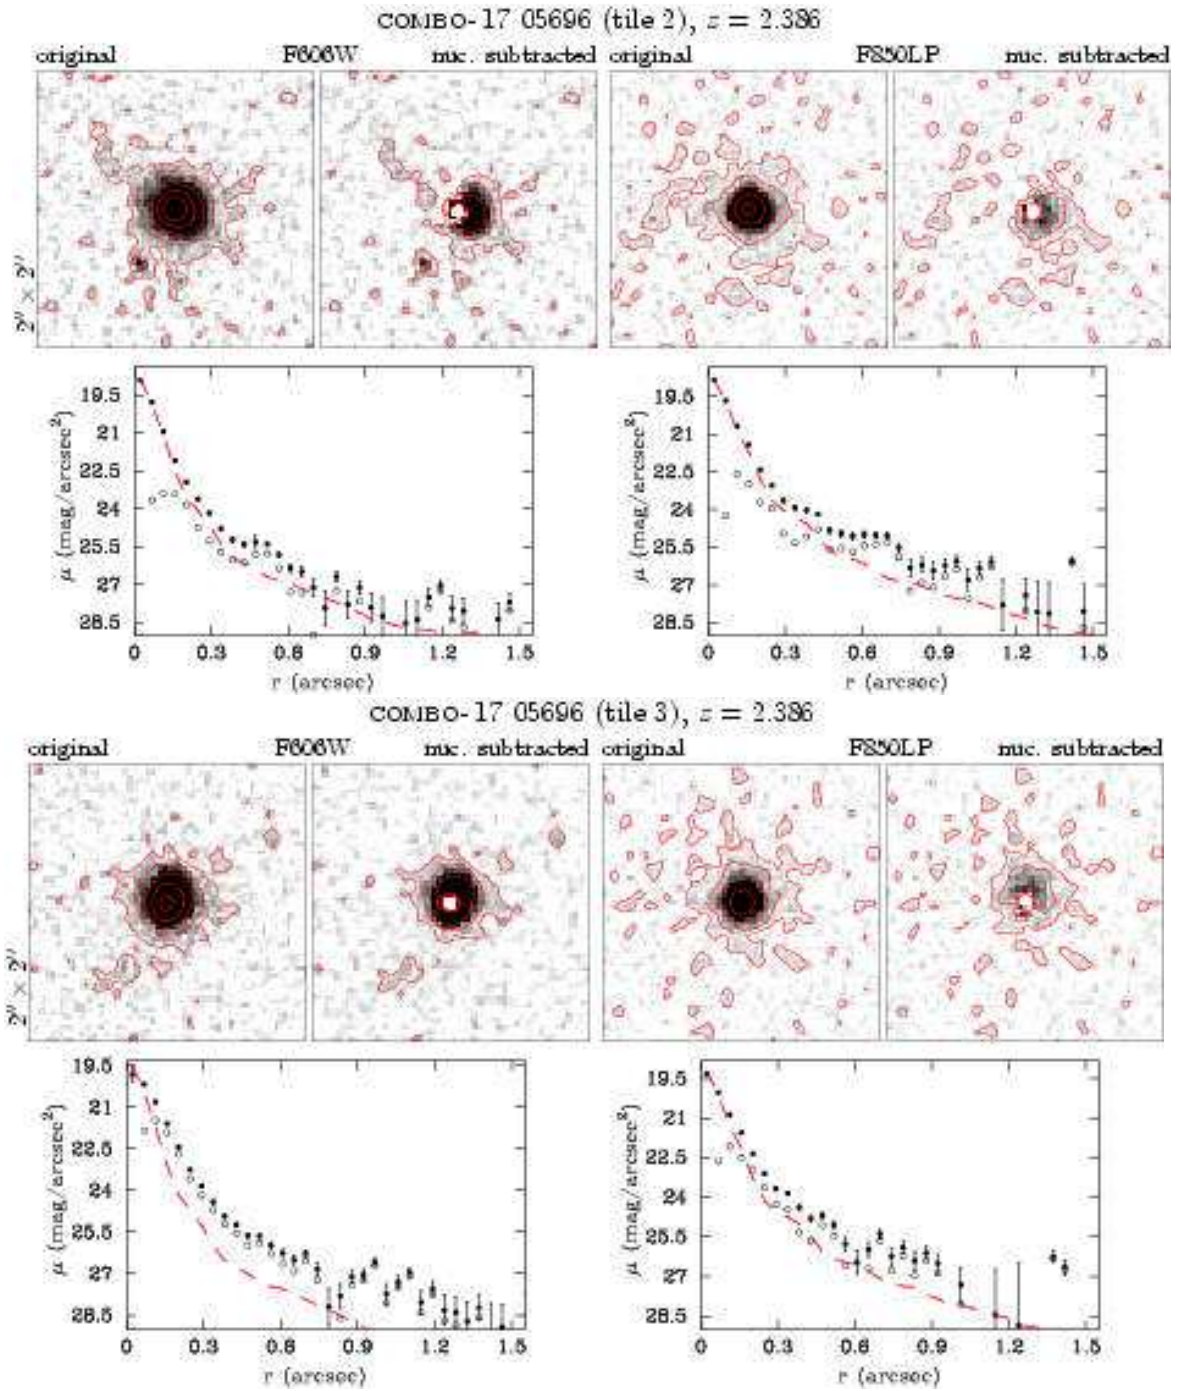 COMBO-17 05696 (tile 2), z = 2.386
original F606W nuc. subtracted original F850LP nuc. subtracted
2" × 2"
19.5
21
22.5
24
25.5
27
28.5
μ (mag/arcsec²)
0 0.3 0.6 0.9 1.2 1.5
r (arcsec)
19.5
21
22.5
24
25.5
27
28.5
μ (mag/arcsec²)
0 0.3 0.6 0.9 1.2 1.5
r (arcsec)
COMBO-17 05696 (tile 3), z = 2.386
original F606W nuc. subtracted original F850LP nuc. subtracted
2" × 2"
19.5
21
22.5
24
25.5
27
28.5
μ (mag/arcsec²)
0 0.3 0.6 0.9 1.2 1.5
r (arcsec)
19.5
21
22.5
24
25.5
27
28.5
μ (mag/arcsec²)
0 0.3 0.6 0.9 1.2 1.5
r (arcsec)